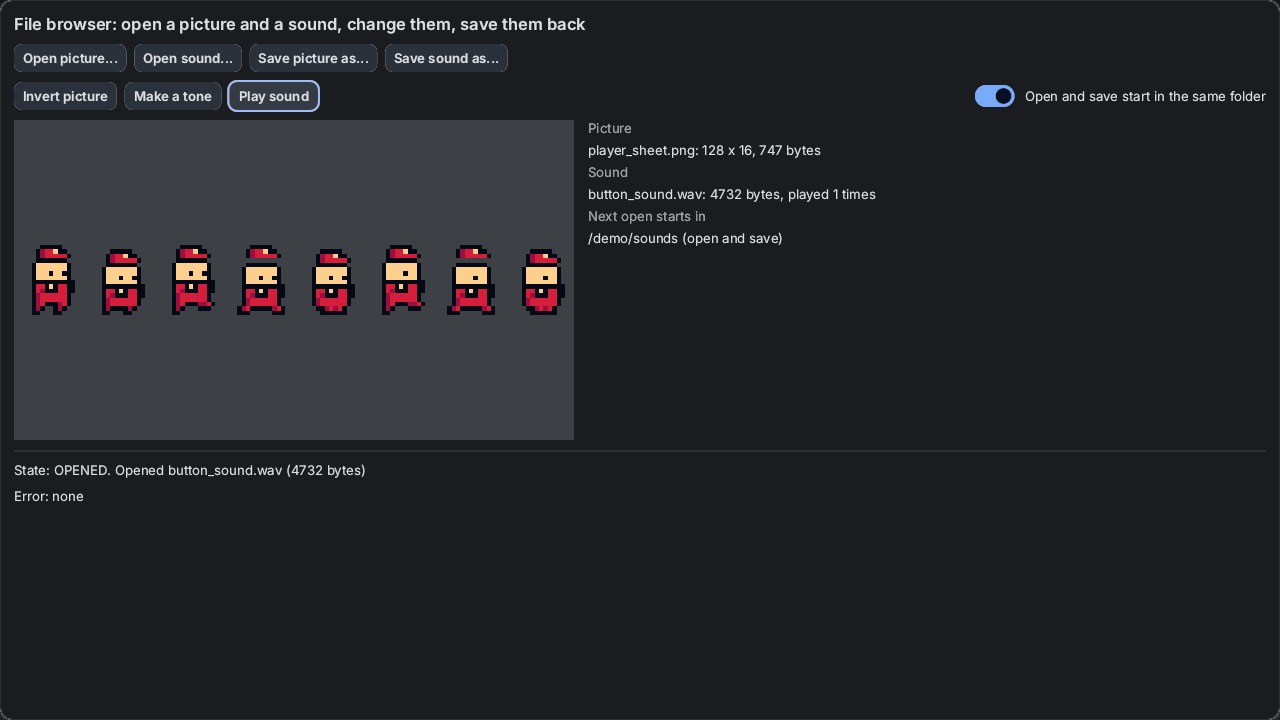 File browser: open a picture and a sound, change them, save them back
Open picture... Open sound... Save picture as... Save sound as...
Invert picture Make a tone Play sound Open and save start in the same folder
Picture
player_sheet.png: 128 x 16, 747 bytes
Sound
button_sound.wav: 4732 bytes, played 1 times
Next open starts in
/demo/sounds (open and save)
State: OPENED. Opened button_sound.wav (4732 bytes)
Error: none